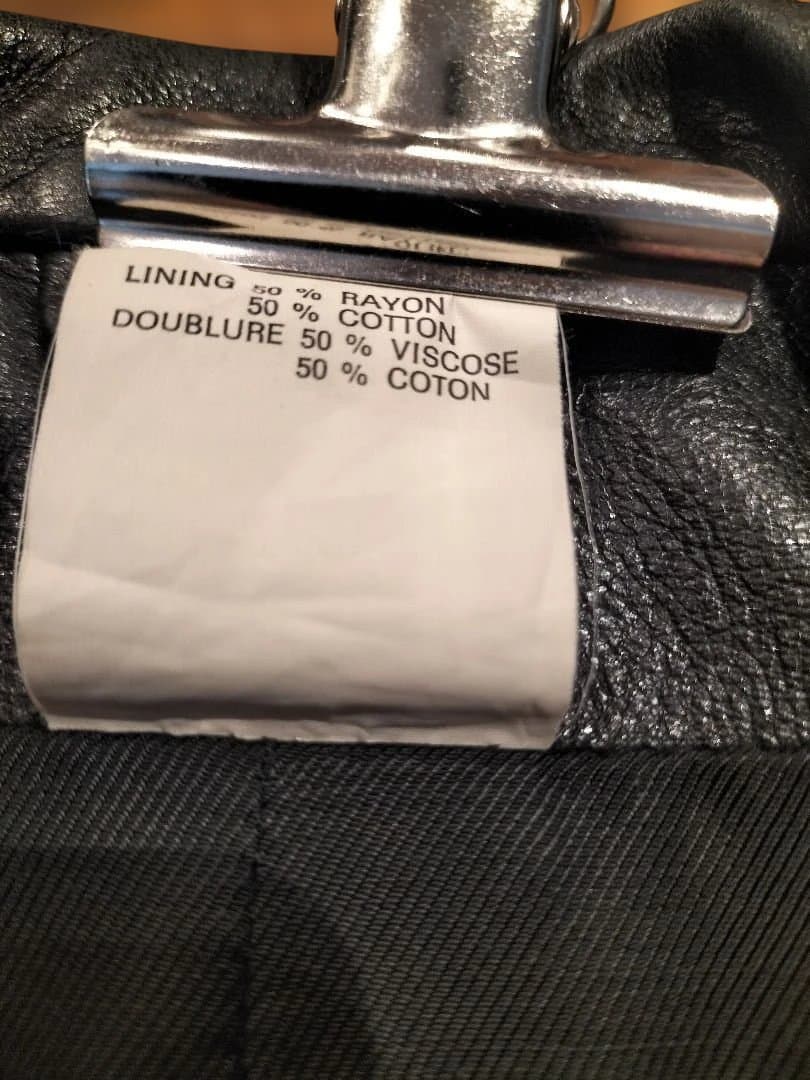 LINING 50 % RAYON
50 % COTTON
DOUBLURE 50 % VISCOSE
50 % COTON